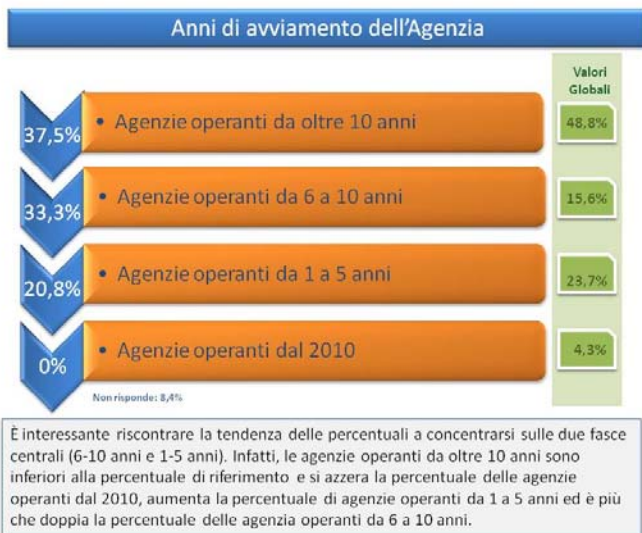 Anni di avviamento dell'Agenzia
Valori
Globali
37,5%
• Agenzie operanti da oltre 10 anni
48,8%
33,3%
• Agenzie operanti da 6 a 10 anni
15,6%
20,8%
• Agenzie operanti da 1 a 5 anni
23,7%
0%
• Agenzie operanti dal 2010
4,3%
Non risponde: 8,4%
È interessante riscontrare la tendenza delle percentuali a concentrarsi sulle due fasce
centrali (6-10 anni e 1-5 anni). Infatti, le agenzie operanti da oltre 10 anni sono
inferiori alla percentuale di riferimento e si azzera la percentuale delle agenzie
operanti dal 2010, aumenta la percentuale di agenzie operanti da 1 a 5 anni ed è più
che doppia la percentuale delle agenzia operanti da 6 a 10 anni.